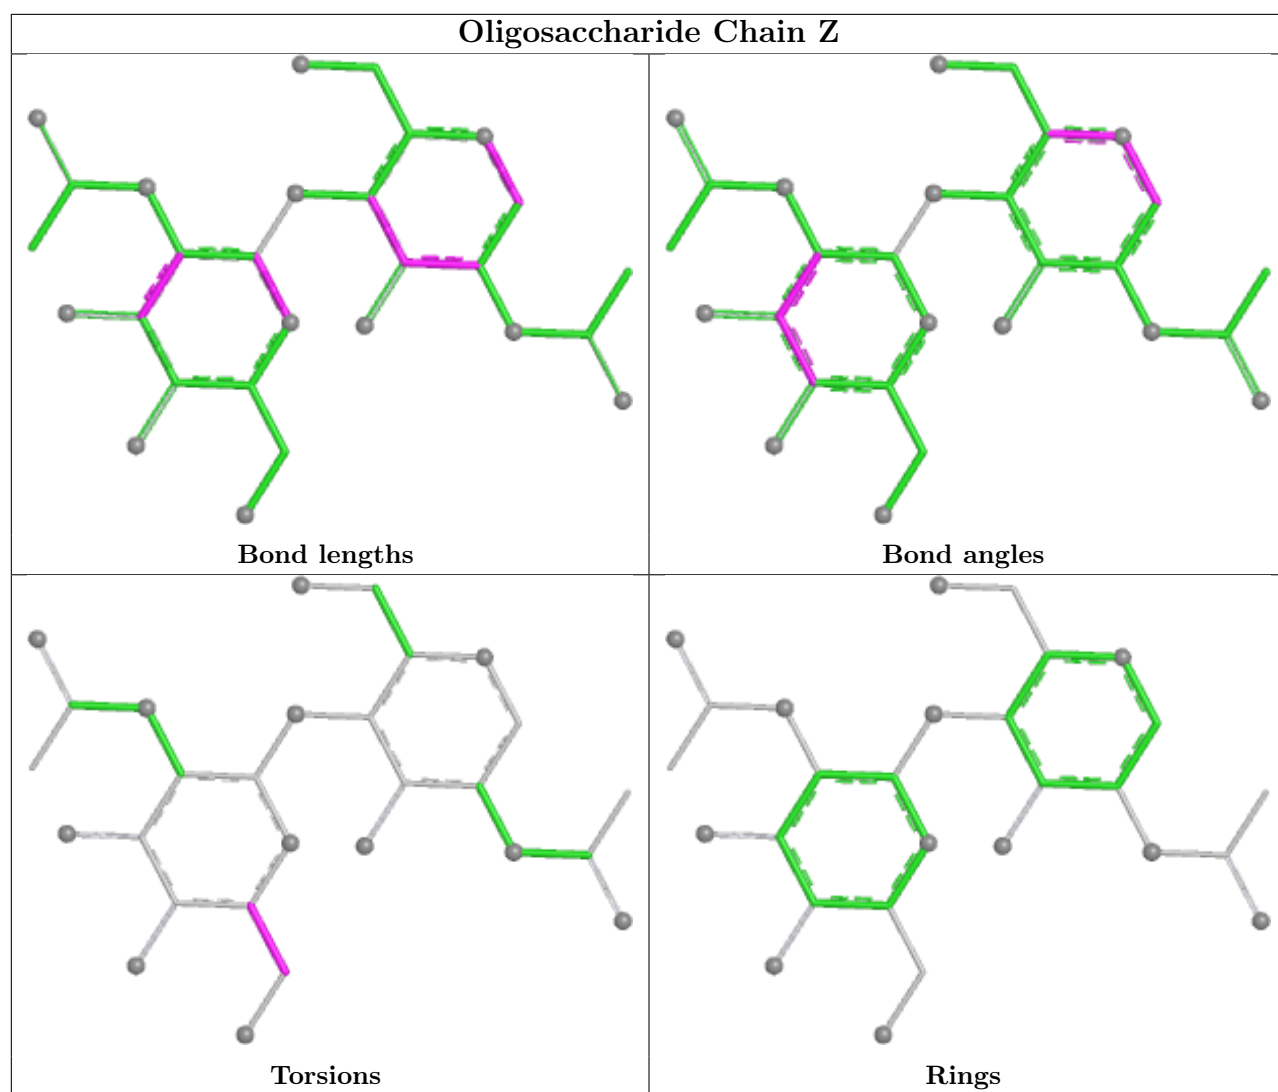 Oligosaccharide Chain Z
Bond lengths
Bond angles
Torsions
Rings